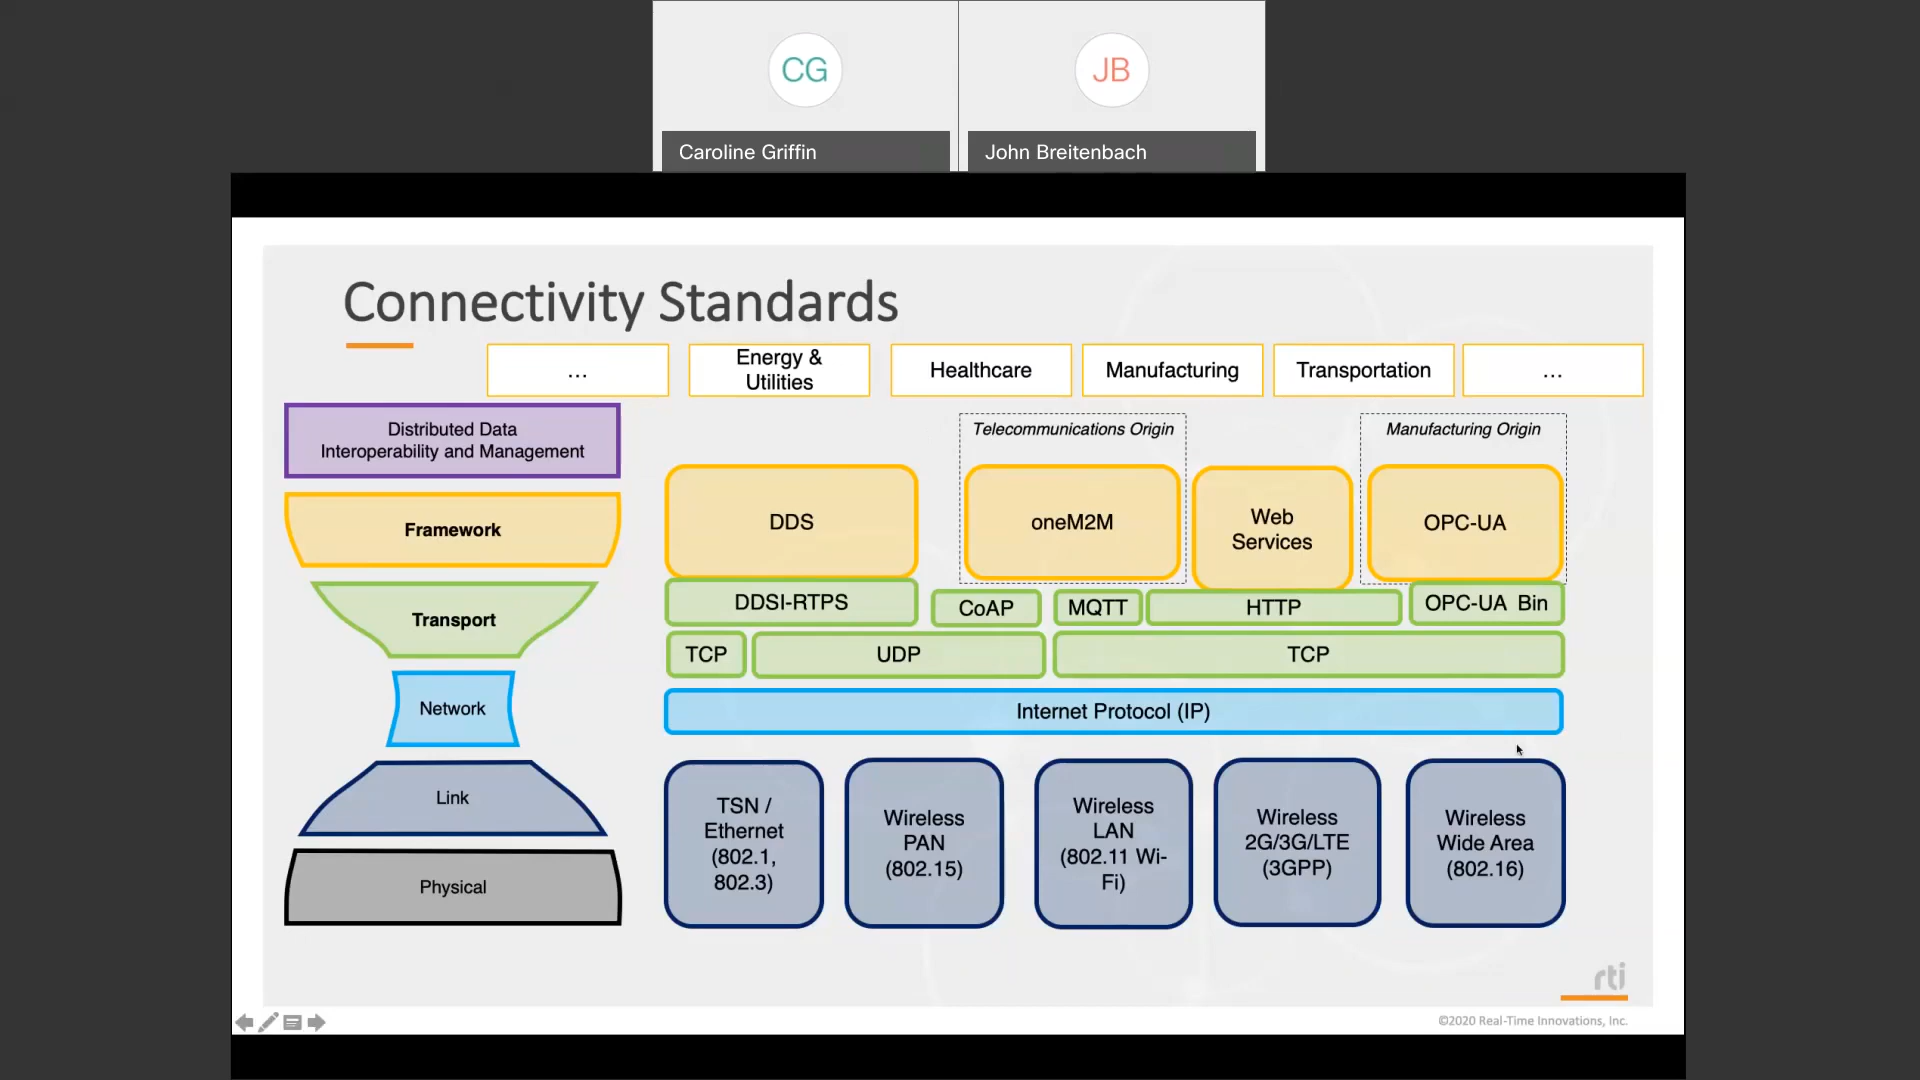 CG
JB
Caroline Griffin
John Breitenbach
Connectivity Standards
...
Energy &
Utilities
Healthcare
Manufacturing
Transportation
...
Distributed Data
Interoperability and Management
Telecommunications Origin
Manufacturing Origin
Framework
DDS
oneM2M
Web
Services
OPC-UA
Transport
DDSI-RTPS
CoAP
MQTT
HTTP
OPC-UA Bin
TCP
UDP
TCP
Network
Internet Protocol (IP)
Link
Physical
TSN /
Ethernet
(802.1,
802.3)
Wireless
PAN
(802.15)
Wireless
LAN
(802.11 Wi-
Fi)
Wireless
2G/3G/LTE
(3GPP)
Wireless
Wide Area
(802.16)
rti
©2020 Real-Time Innovations, Inc.